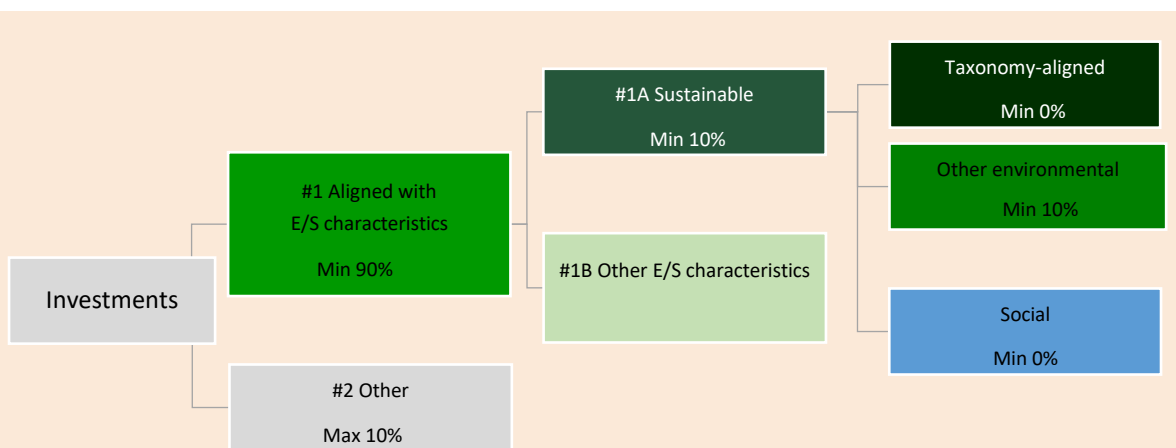 Investments
#1 Aligned with
E/S characteristics
Min 90%
#2 Other
Max 10%
#1A Sustainable
Min 10%
#1B Other E/S characteristics
Taxonomy-aligned
Min 0%
Other environmental
Min 10%
Social
Min 0%